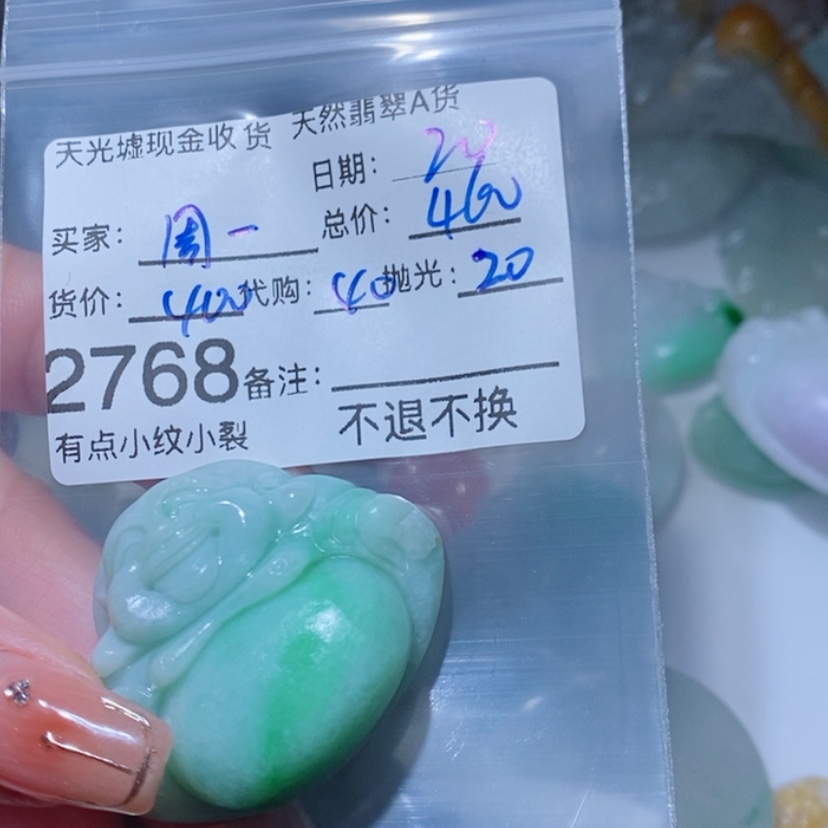 天光墟现金收货 天然翡翠A货
日期: 20
买家: 周一 总价: 460
货价: 400 代购: 40 抛光: 20
2768 备注:
有点小纹小裂 不退不换